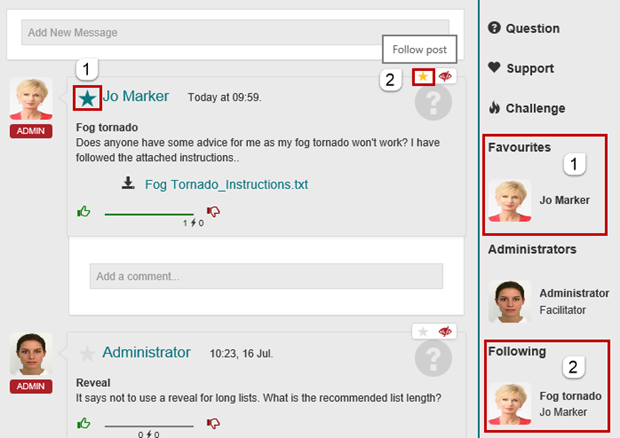 Add New Message
Follow post
1
2
Jo Marker Today at 09:59.
ADMIN
Fog tornado
Does anyone have some advice for me as my fog tornado won't work? I have
followed the attached instructions..
Fog Tornado_Instructions.txt
1 0
Add a comment...
Administrator 10:23, 16 Jul.
ADMIN
Reveal
It says not to use a reveal for long lists. What is the recommended list length?
0 0
Question
Support
Challenge
Favourites
1
Jo Marker
Administrators
Administrator
Facilitator
Following
2
Fog tornado
Jo Marker